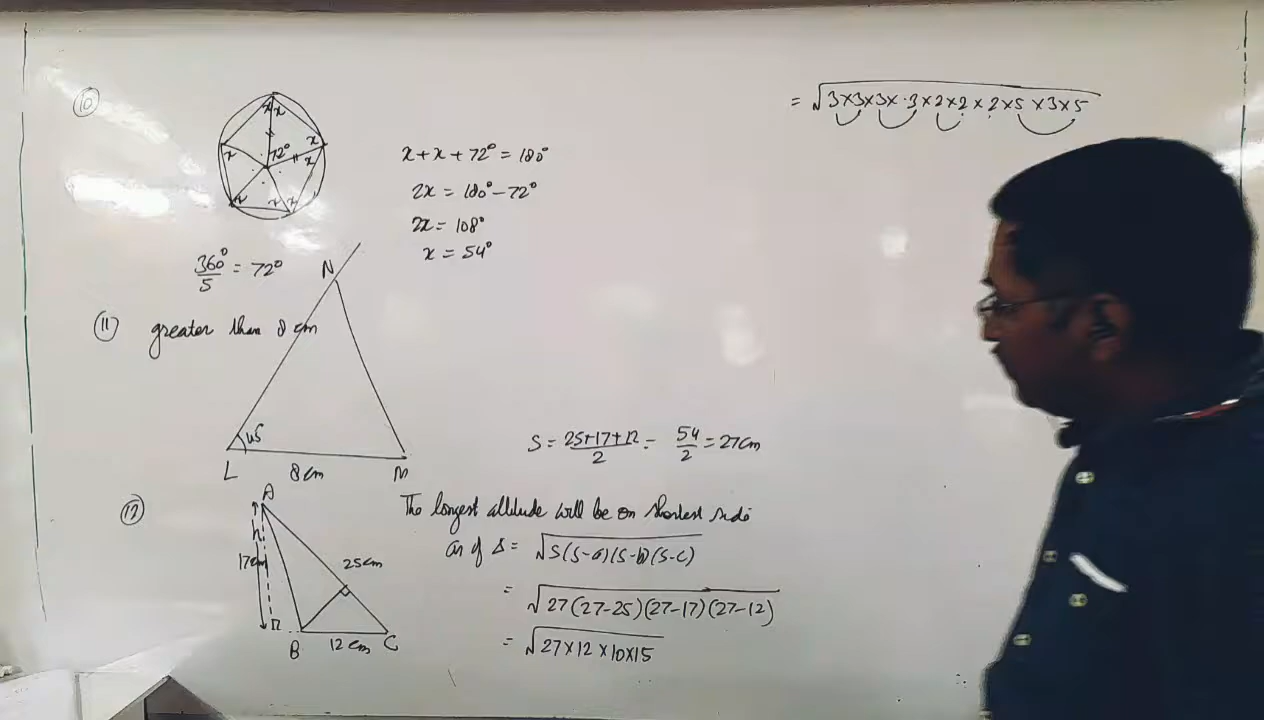 10
x x x x x x x x
72°
360°/5 = 72°
x + x + 72° = 180°
2x = 180° - 72°
2x = 108°
x = 54°
11 greater than 8 cm
N
45
L 8 cm M
12
A
h
17cm 25cm
B 12 cm C
S = 25+17+12/2 = 54/2 = 27cm
The longest altitude will be on shortest side
ar of Δ = √S(S-a)(S-b)(S-c)
= √27(27-25)(27-17)(27-12)
= √27×12×10×15
= √3×3×3×3×2×2×2×5×3×5